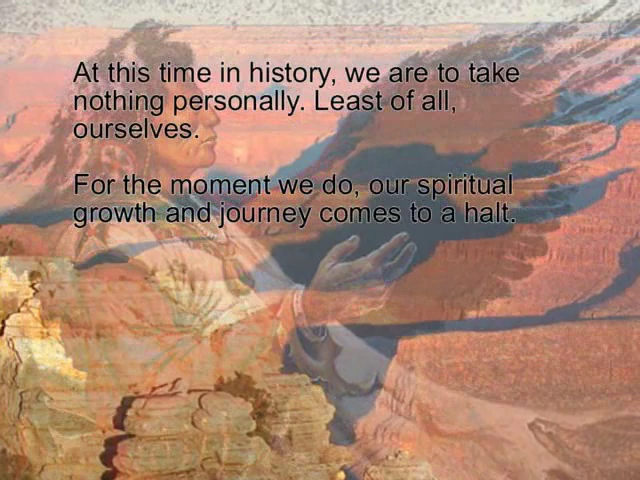 At this time in history, we are to take
nothing personally. Least of all,
ourselves.
For the moment we do, our spiritual
growth and journey comes to a halt.